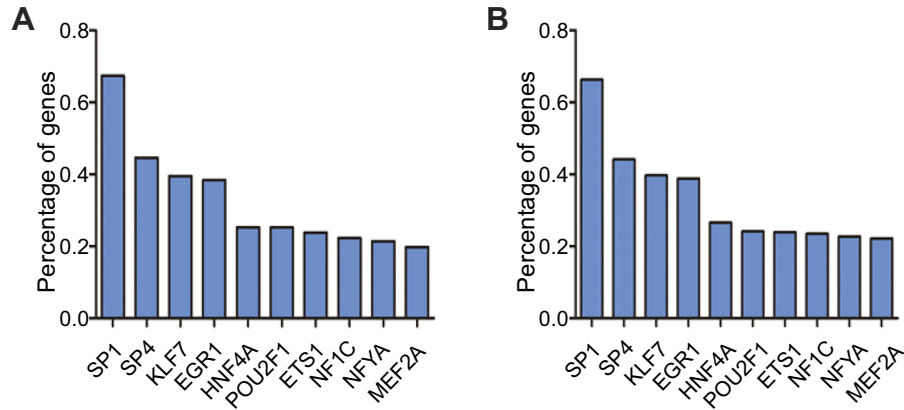 A
Percentage of genes
0.8
0.6
0.4
0.2
0.0
SP1
SP4
KLF7
EGR1
HNF4A
POU2F1
ETS1
NF1C
NFYA
MEF2A
B
Percentage of genes
0.8
0.6
0.4
0.2
0.0
SP1
SP4
KLF7
EGR1
HNF4A
POU2F1
ETS1
NF1C
NFYA
MEF2A